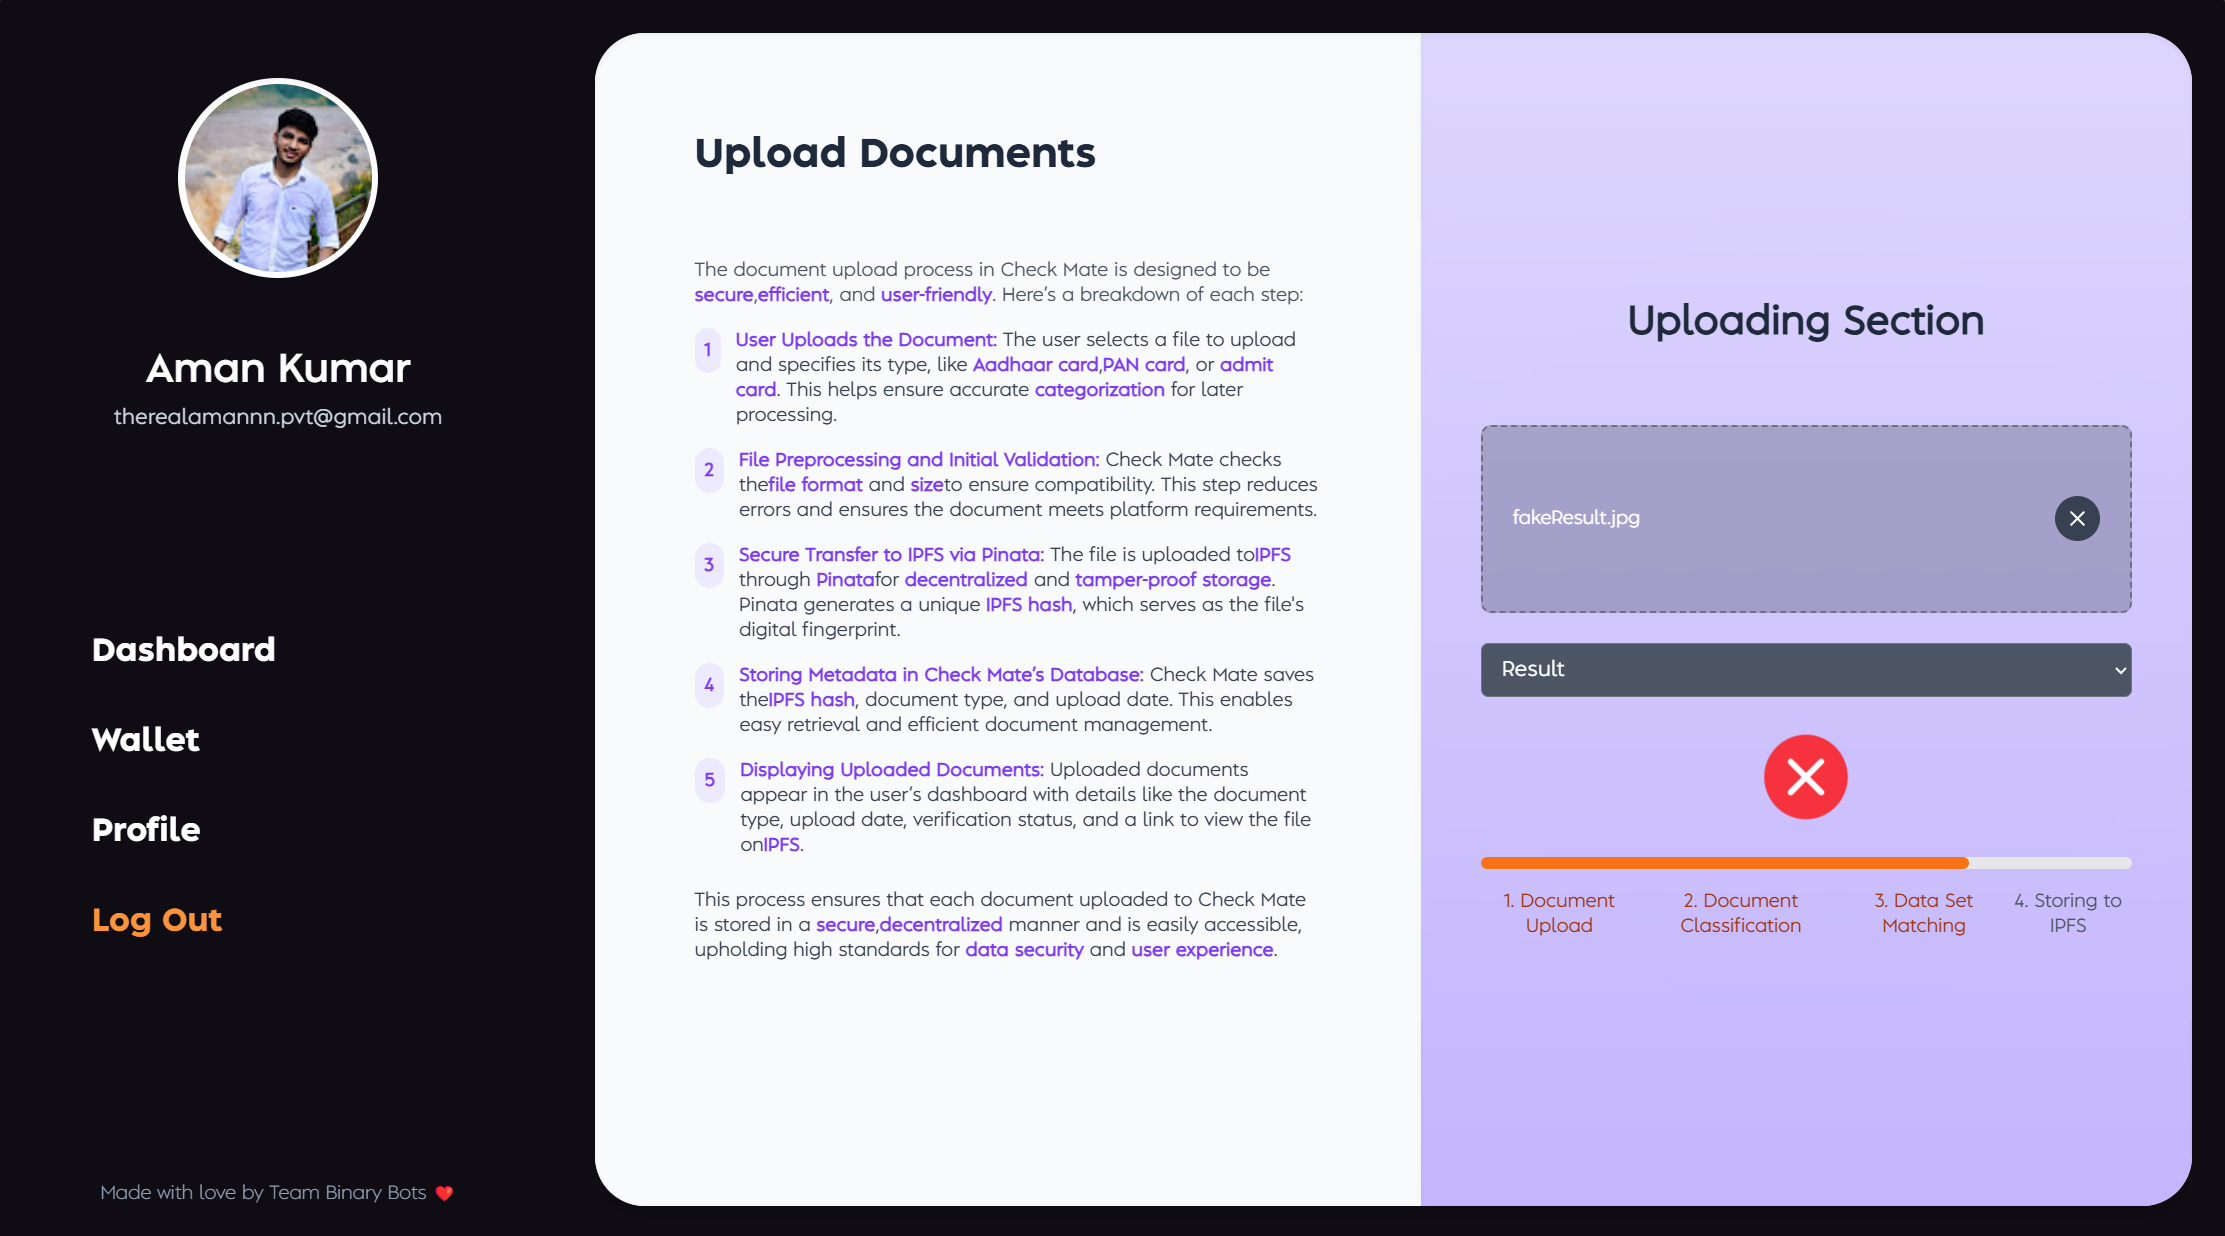 Aman Kumar
therealamannn.pvt@gmail.com
Dashboard
Wallet
Profile
Log Out
Made with love by Team Binary Bots ❤️
Upload Documents
The document upload process in Check Mate is designed to be
secure,efficient, and user-friendly. Here's a breakdown of each step:
1 User Uploads the Document: The user selects a file to upload
and specifies its type, like Aadhaar card,PAN card, or admit
card. This helps ensure accurate categorization for later
processing.
2 File Preprocessing and Initial Validation: Check Mate checks
thefile format and sizeto ensure compatibility. This step reduces
errors and ensures the document meets platform requirements.
3 Secure Transfer to IPFS via Pinata: The file is uploaded toIPFS
through Pinatafor decentralized and tamper-proof storage.
Pinata generates a unique IPFS hash, which serves as the file's
digital fingerprint.
4 Storing Metadata in Check Mate's Database: Check Mate saves
theIPFS hash, document type, and upload date. This enables
easy retrieval and efficient document management.
5 Displaying Uploaded Documents: Uploaded documents
appear in the user's dashboard with details like the document
type, upload date, verification status, and a link to view the file
onIPFS.
This process ensures that each document uploaded to Check Mate
is stored in a secure,decentralized manner and is easily accessible,
upholding high standards for data security and user experience.
Uploading Section
fakeResult.jpg
Result
1. Document
Upload
2. Document
Classification
3. Data Set
Matching
4. Storing to
IPFS